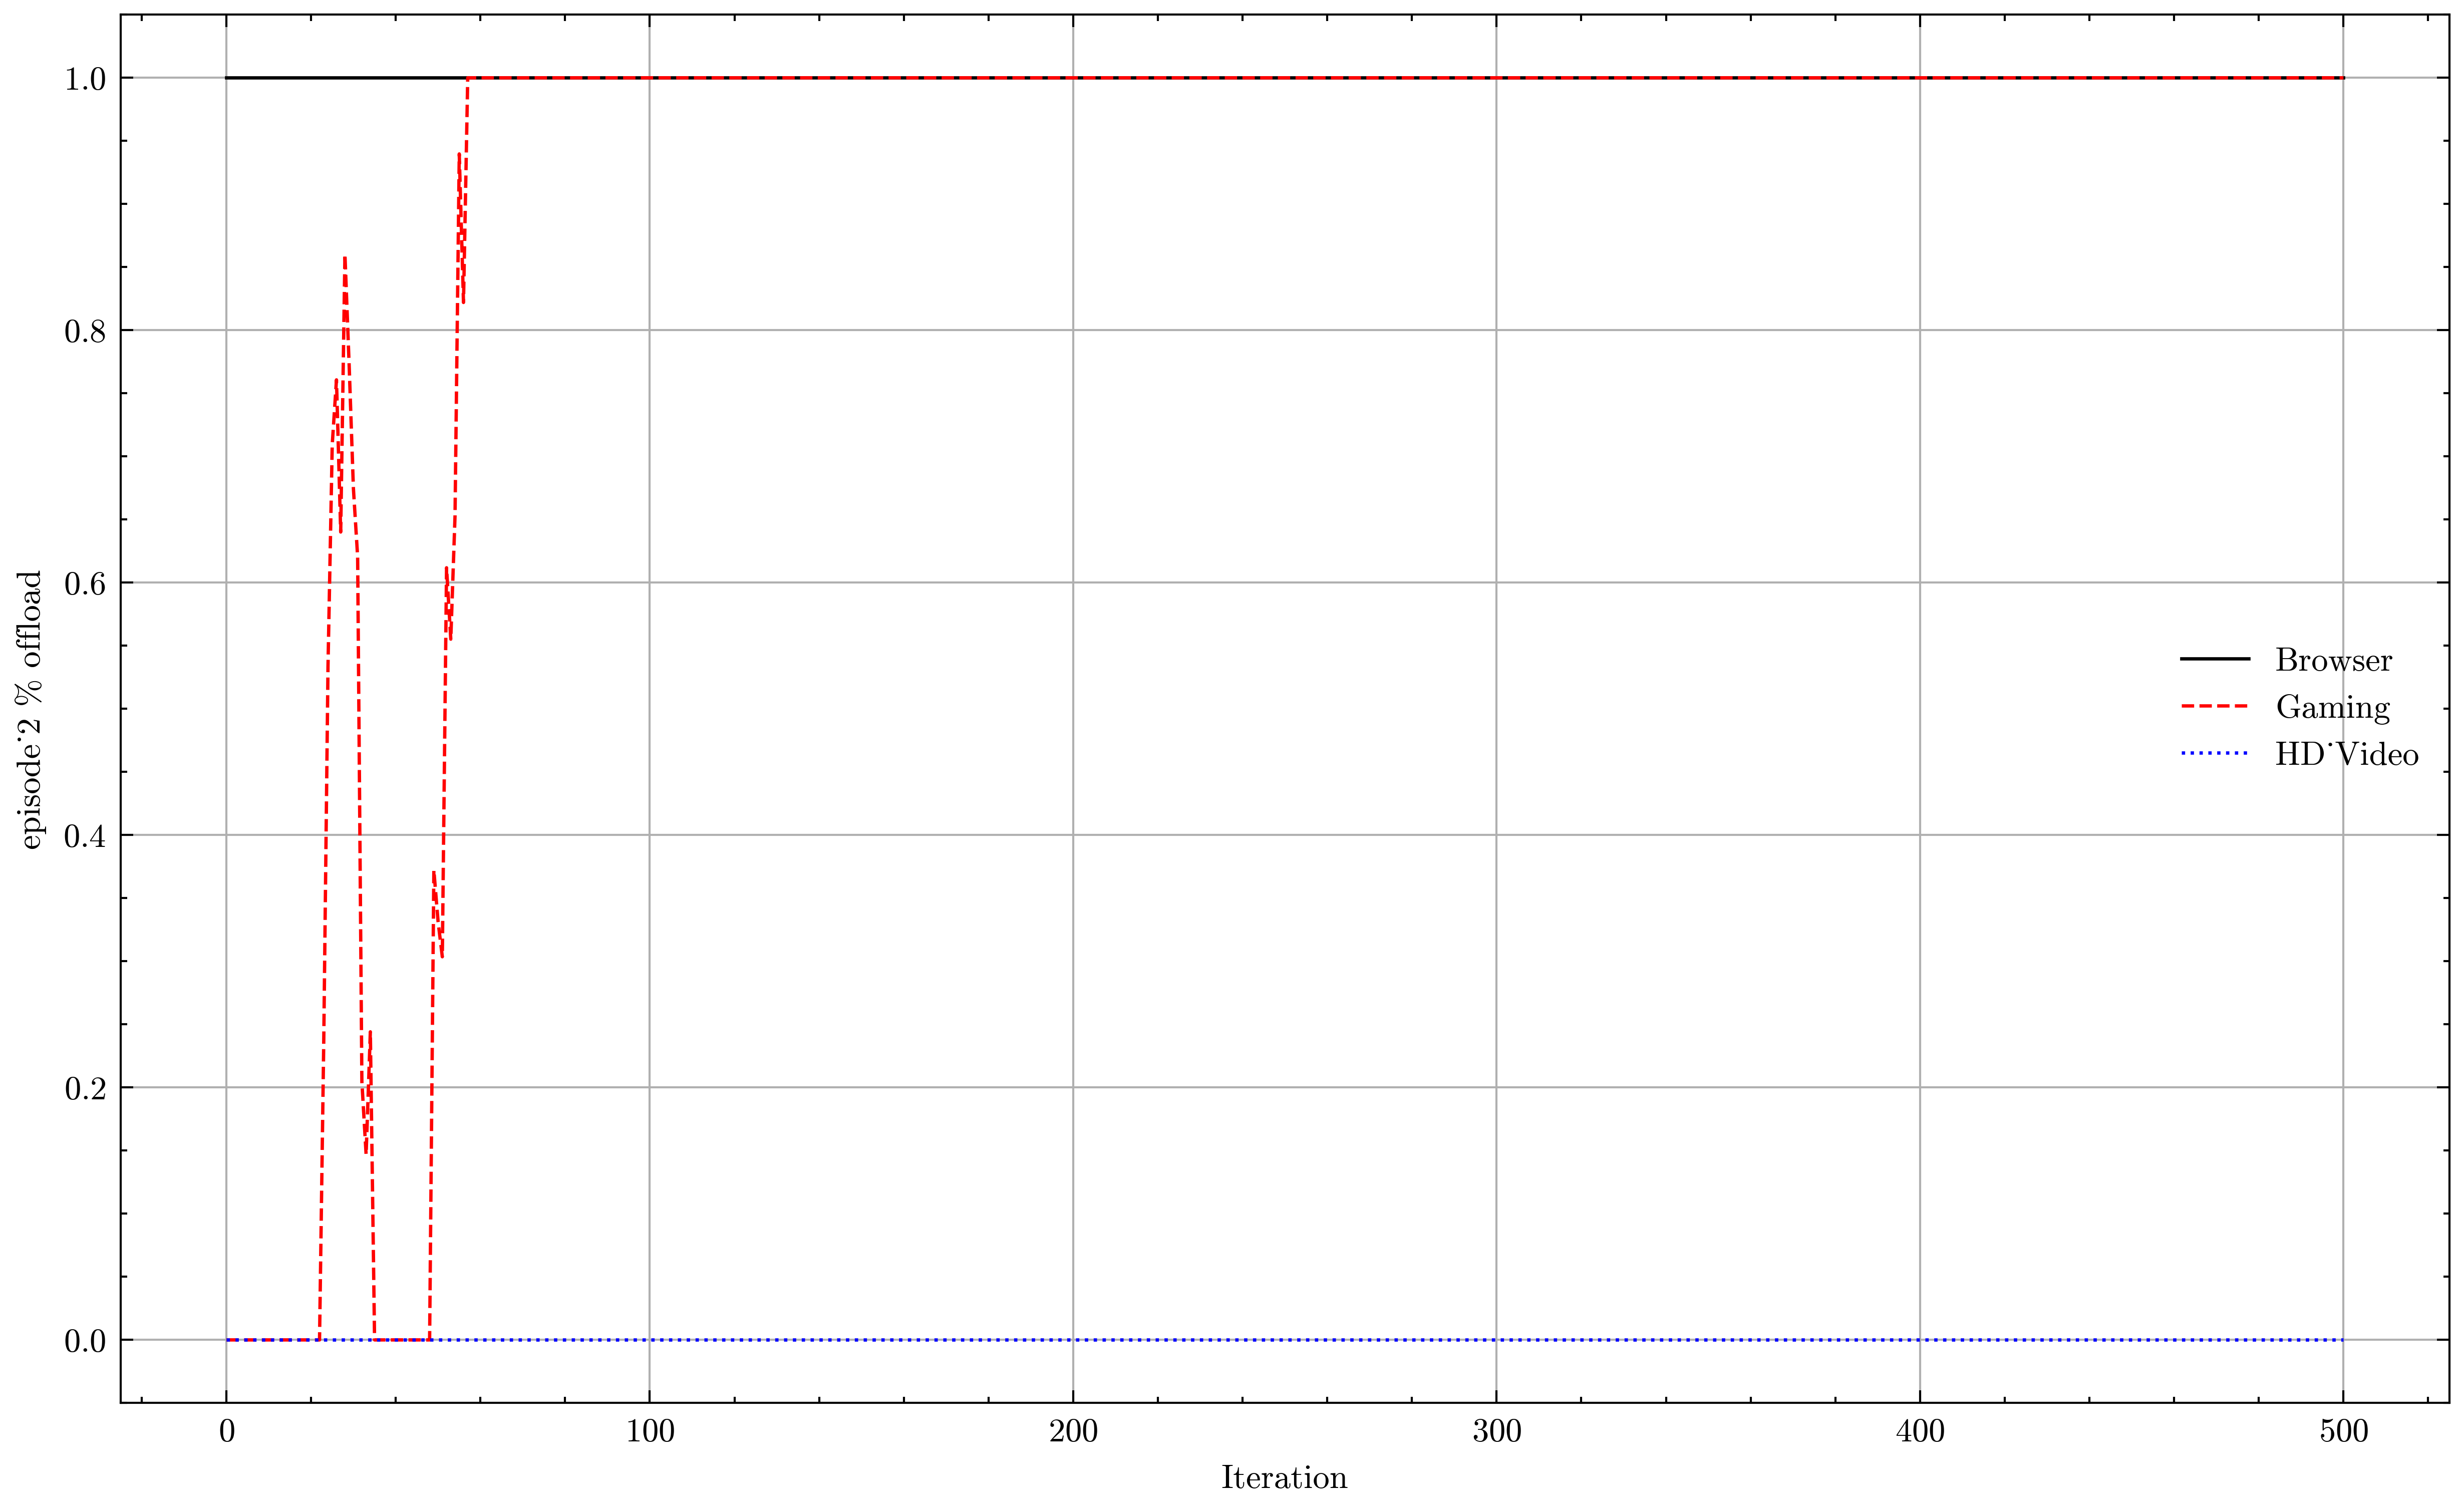 1.0
0.8
0.6
0.4
0.2
0.0
episode˙2 % offload
Browser
Gaming
HD˙Video
0 100 200 300 400 500
Iteration